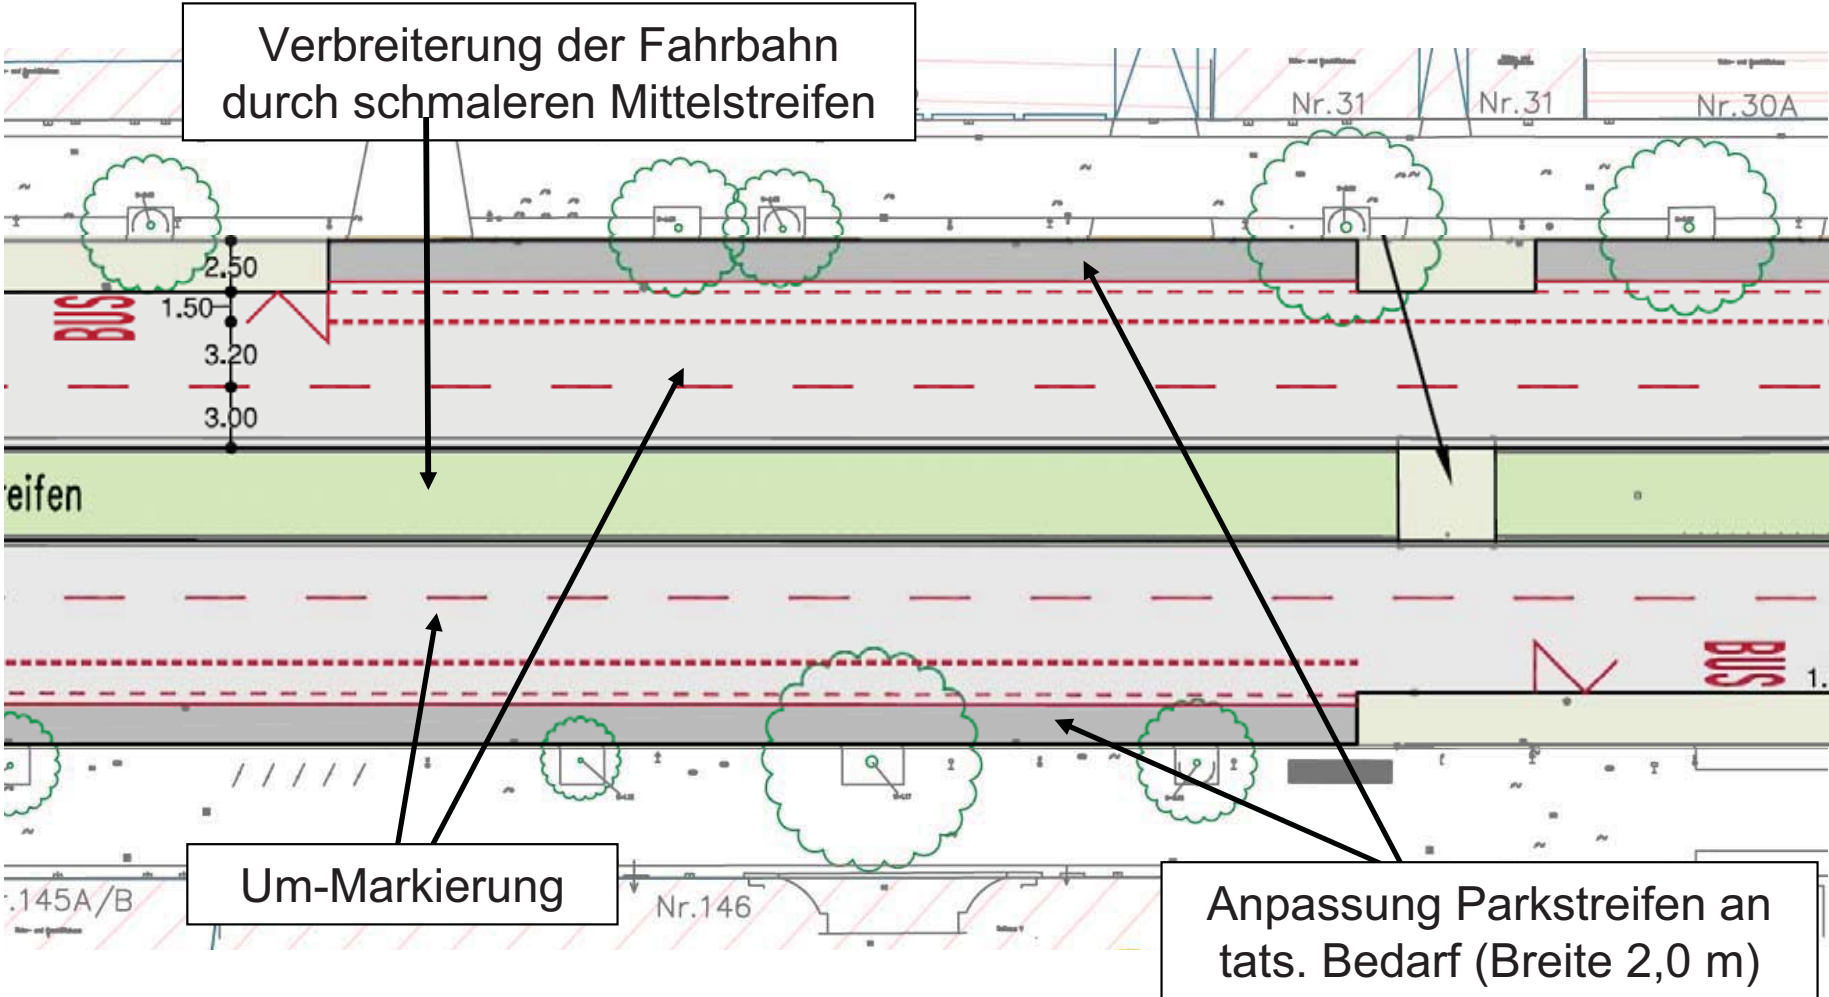 Verbreiterung der Fahrbahn
durch schmaleren Mittelstreifen
Nr.31
Nr.31
Nr.30A
2.50
BUS
1.50
3.20
3.00
eifen
BUS
1.
Um-Markierung
.145A/B
Nr.146
Anpassung Parkstreifen an
tats. Bedarf (Breite 2,0 m)